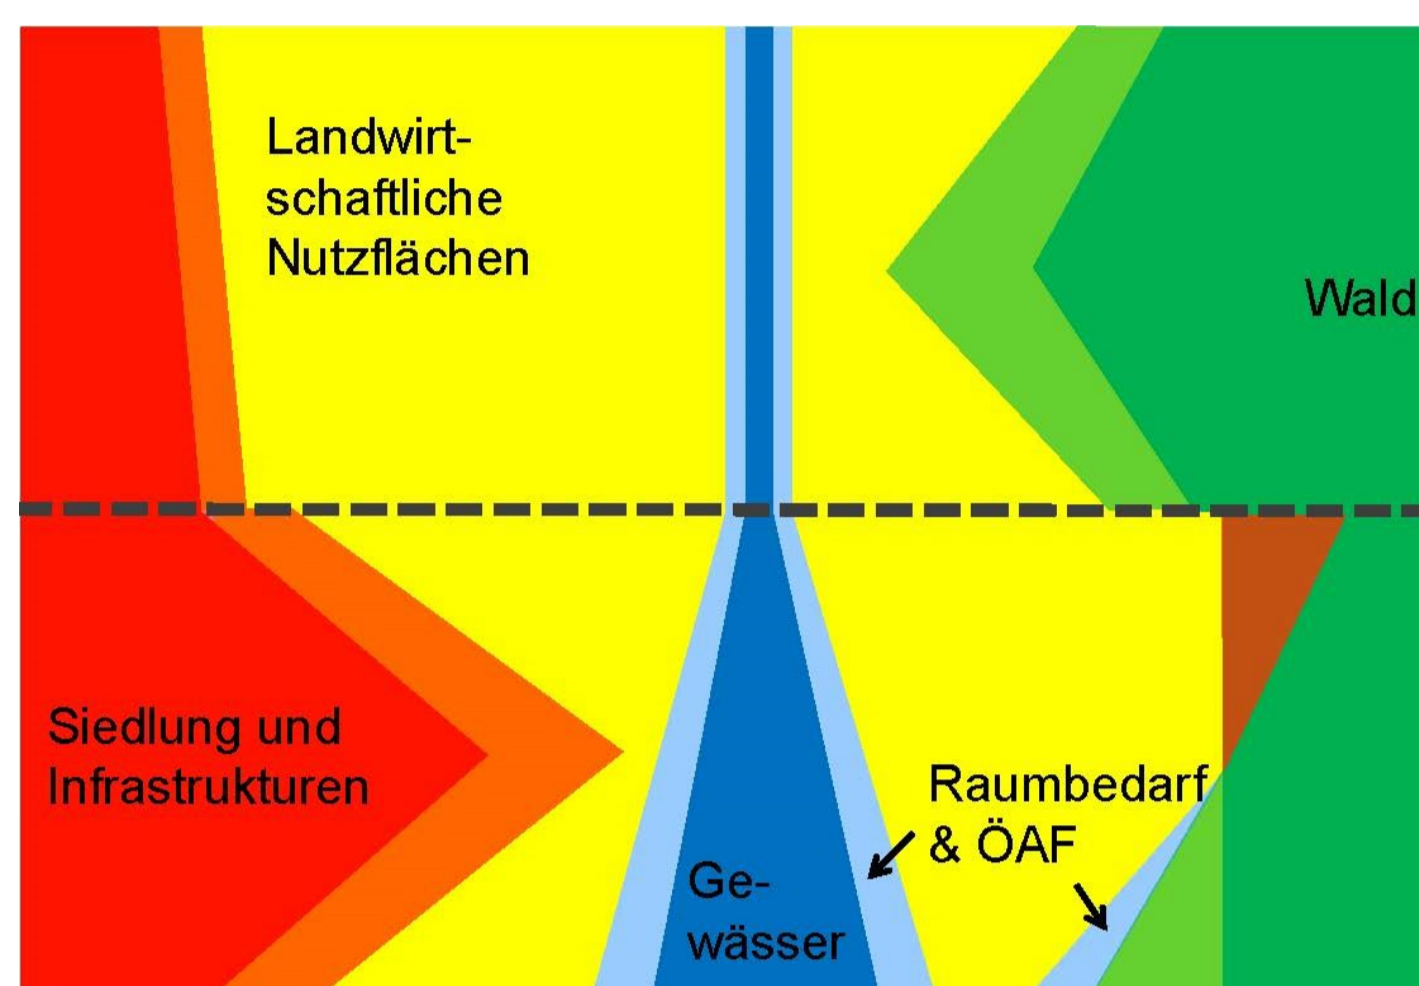 Landwirt-
schaftliche
Nutzflächen
Wald
Siedlung und
Infrastrukturen
Raumbedarf
& ÖAF
Ge-
wässer